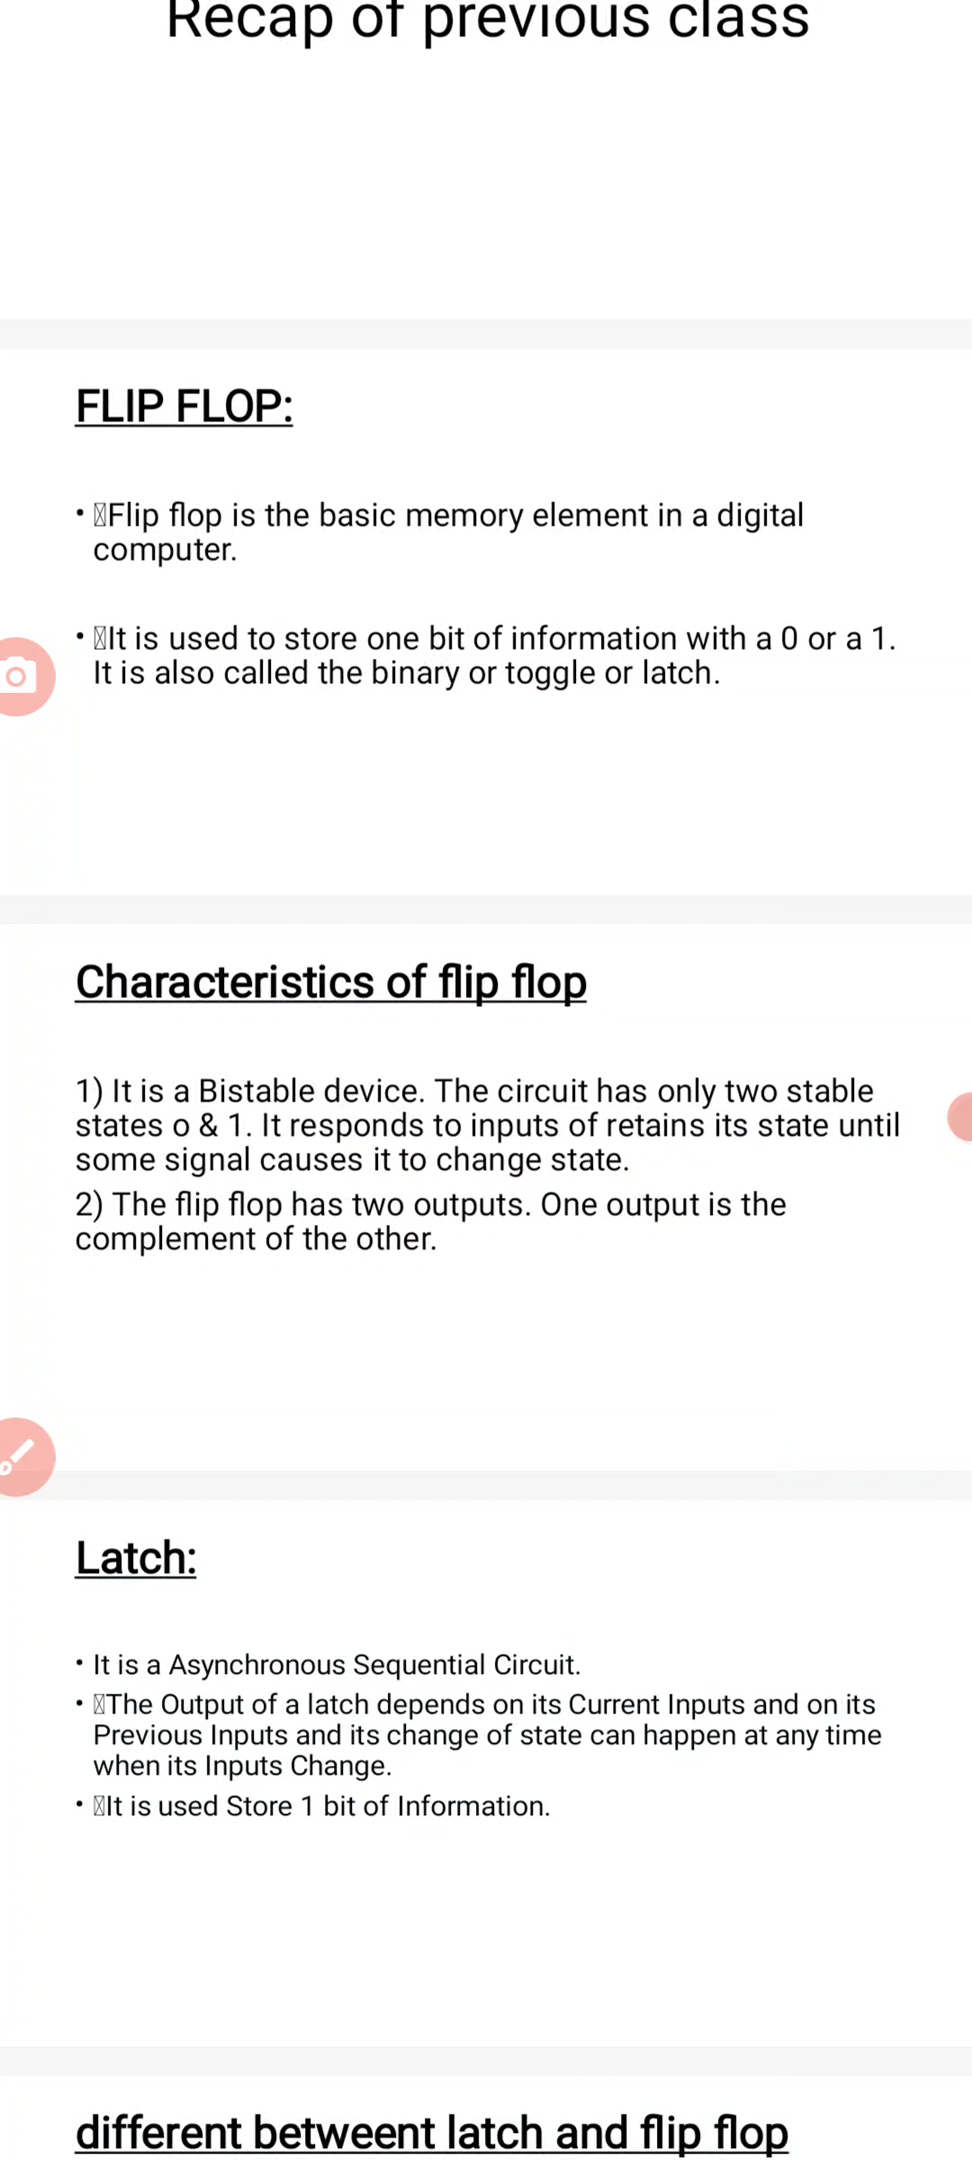 Recap of previous class
FLIP FLOP:
• Flip flop is the basic memory element in a digital
computer.
• It is used to store one bit of information with a 0 or a 1.
It is also called the binary or toggle or latch.
Characteristics of flip flop
1) It is a Bistable device. The circuit has only two stable
states o & 1. It responds to inputs of retains its state until
some signal causes it to change state.
2) The flip flop has two outputs. One output is the
complement of the other.
Latch:
• It is a Asynchronous Sequential Circuit.
• The Output of a latch depends on its Current Inputs and on its
Previous Inputs and its change of state can happen at any time
when its Inputs Change.
• It is used Store 1 bit of Information.
different betweent latch and flip flop